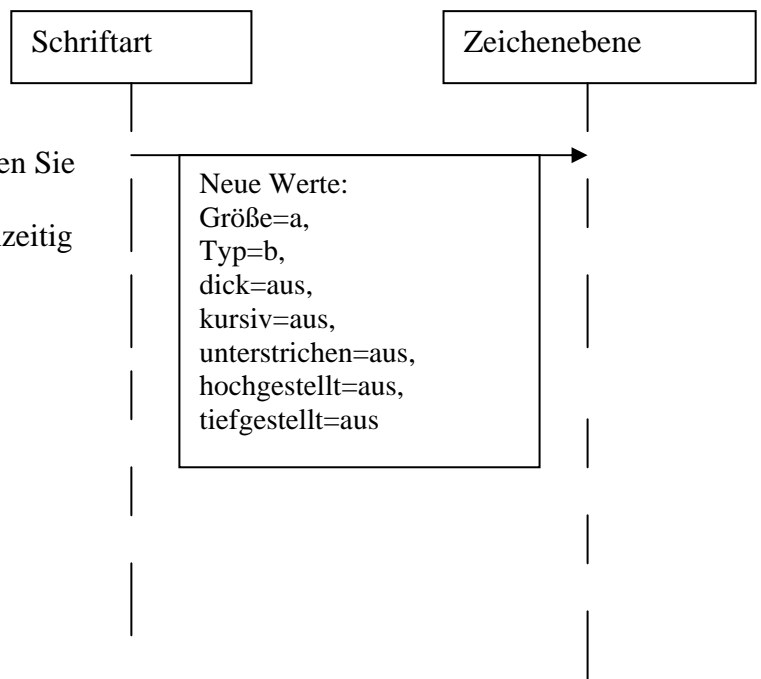 Schriftart
Zeichenebene
en Sie
zeitig
Neue Werte:
Größe=a,
Typ=b,
dick=aus,
kursiv=aus,
unterstrichen=aus,
hochgestellt=aus,
tiefgestellt=aus